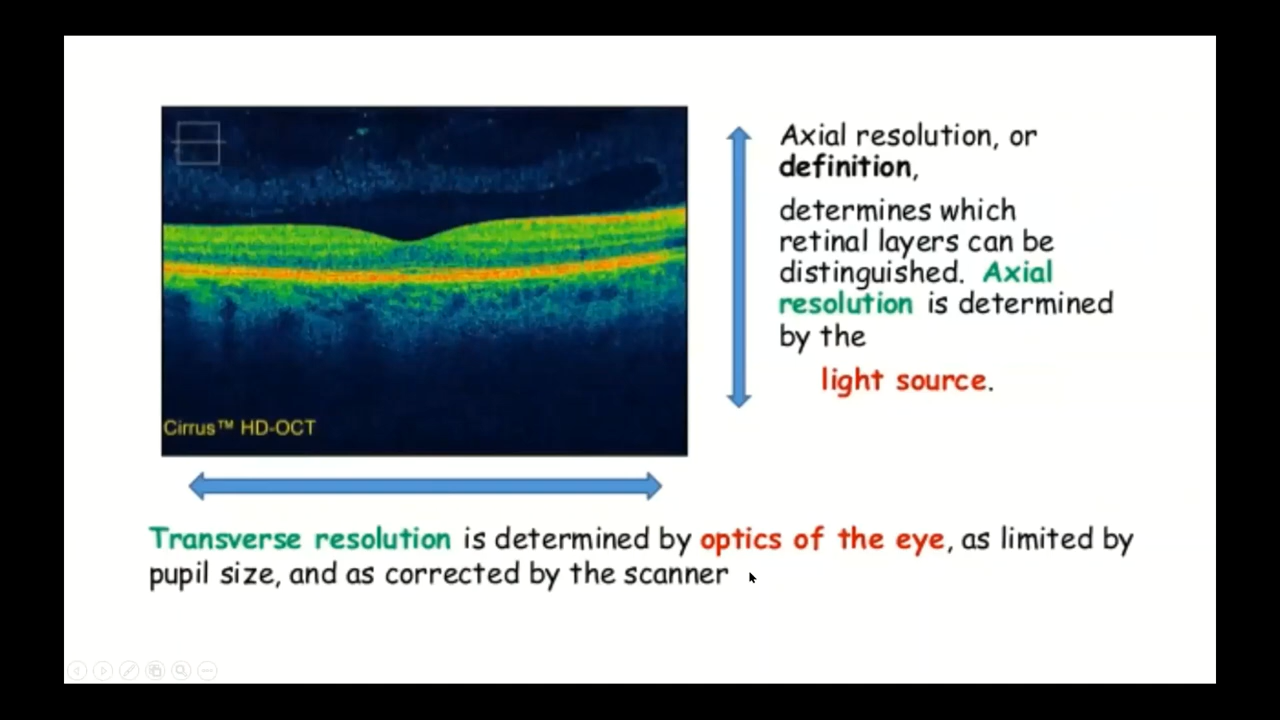 Axial resolution, or
definition,
determines which
retinal layers can be
distinguished. Axial
resolution is determined
by the
light source.
Cirrus™ HD-OCT
Transverse resolution is determined by optics of the eye, as limited by
pupil size, and as corrected by the scanner